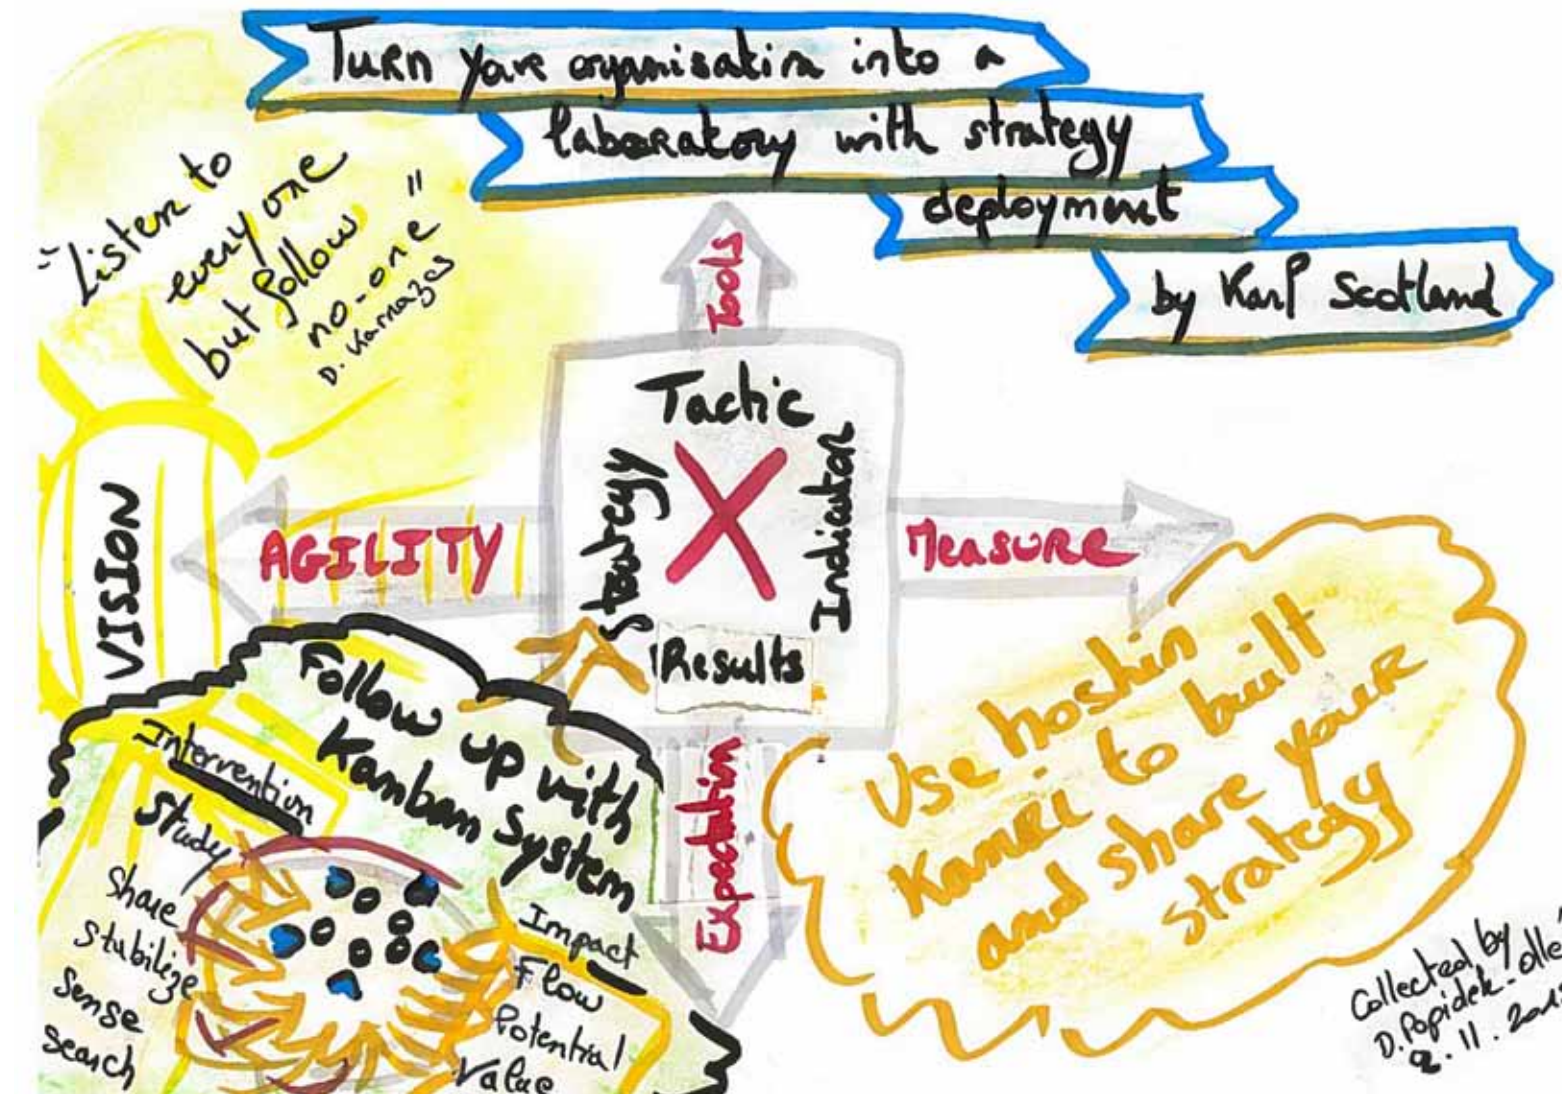 Turn your organisation into a
laboratory with strategy
deployment
by Karl Scotland
"Listen to
every one
but follow
no-one"
D. Karnazes
Tools
Tactic
Strategy
X
Indicator
Results
VISION
AGILITY
Measure
Expectation
Follow up with
Kanban System
Intervention
Study
Share
Stabilize
Sense
Search
Impact
Flow
Potential
Value
Use hoshin
Kanri to built
and share your
strategy
Collected by
D. Popidek-